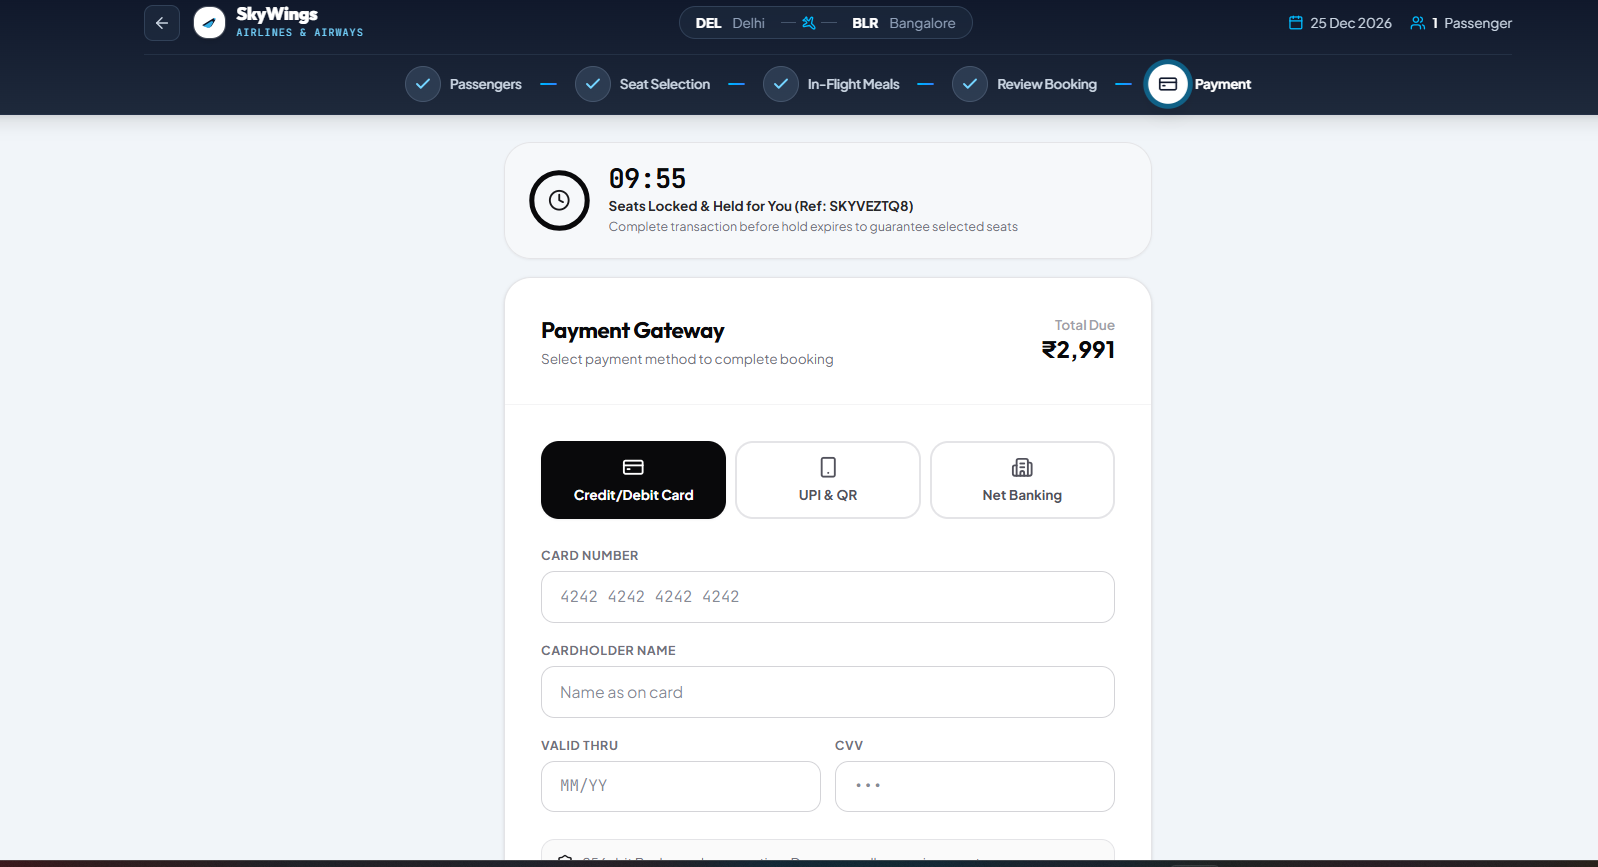 SkyWings
AIRLINES & AIRWAYS
DEL Delhi BLR Bangalore
25 Dec 2026 1 Passenger
Passengers Seat Selection In-Flight Meals Review Booking Payment
09:55
Seats Locked & Held for You (Ref: SKYVEZTQ8)
Complete transaction before hold expires to guarantee selected seats
Payment Gateway
Select payment method to complete booking
Total Due
₹2,991
Credit/Debit Card UPI & QR Net Banking
CARD NUMBER
4242 4242 4242 4242
CARDHOLDER NAME
Name as on card
VALID THRU CVV
MM/YY •••